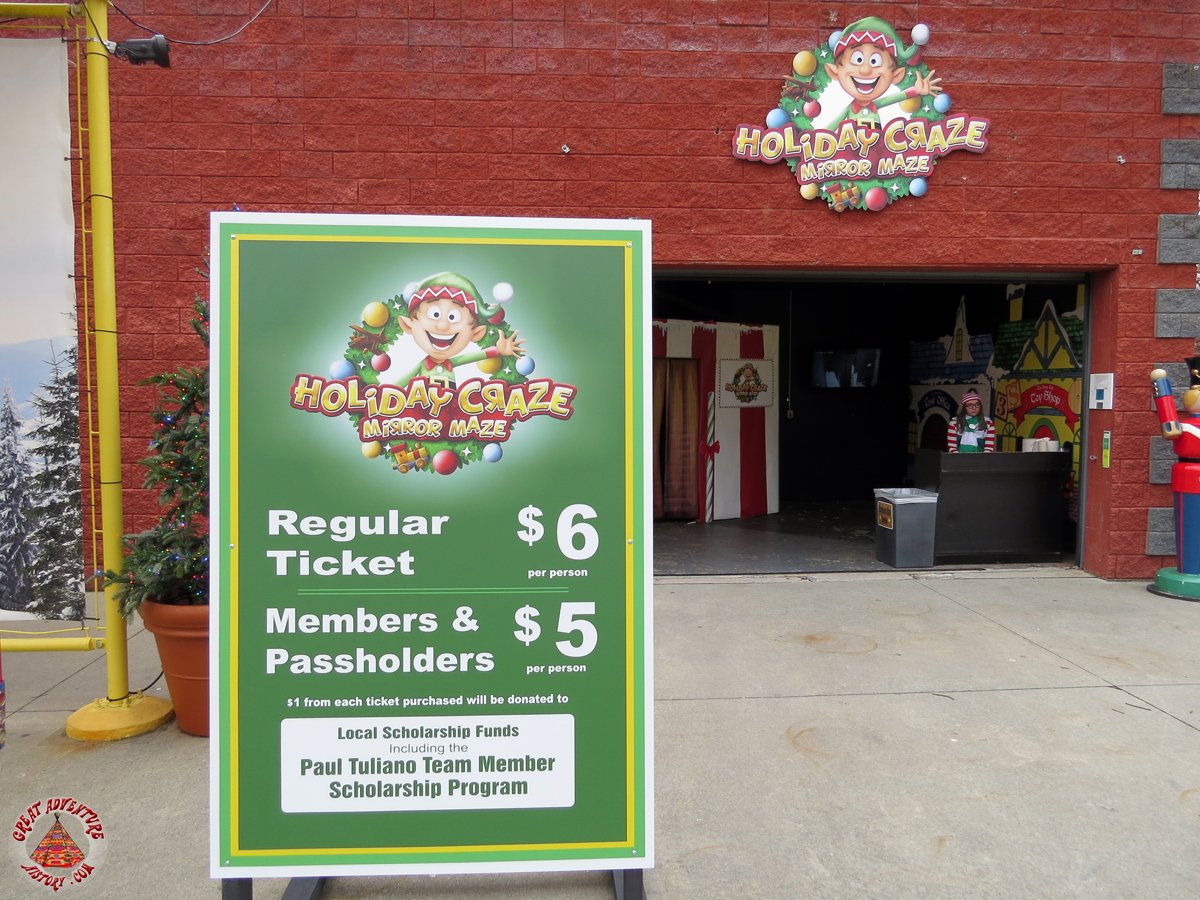 HOLiDAY CRAZE
MiRROR MAZE
HOLiDAY CRAZE
MiRROR MAZE
Regular
Ticket
$6
per person
Members &
Passholders
$5
per person
$1 from each ticket purchased will be donated to
Local Scholarship Funds
Including the
Paul Tuliano Team Member
Scholarship Program
Toy Shop
GREAT ADVENTURE
HISTORY.COM